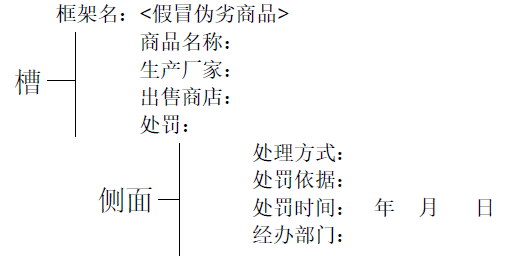 框架名：<假冒伪劣商品>
商品名称：
槽
生产厂家：
出售商店：
处罚：
处理方式：
侧面
处罚依据：
处罚时间： 年 月 日
经办部门：